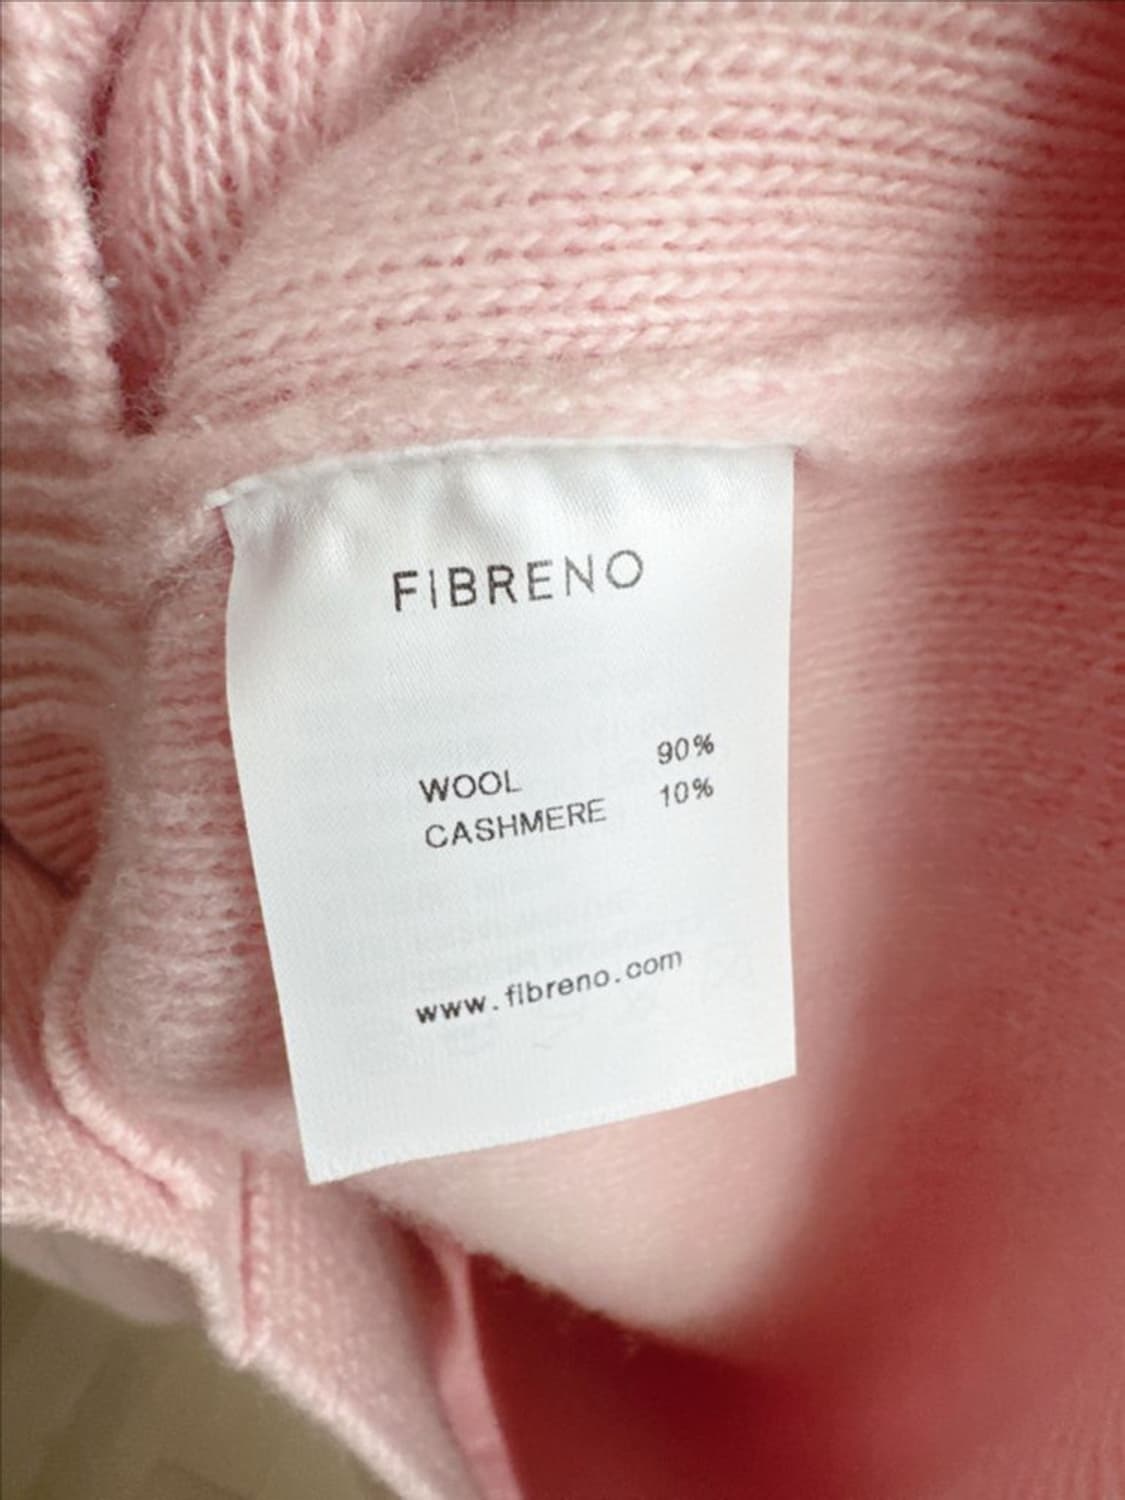 FIBRENO
WOOL 90%
CASHMERE 10%
www.fibreno.com